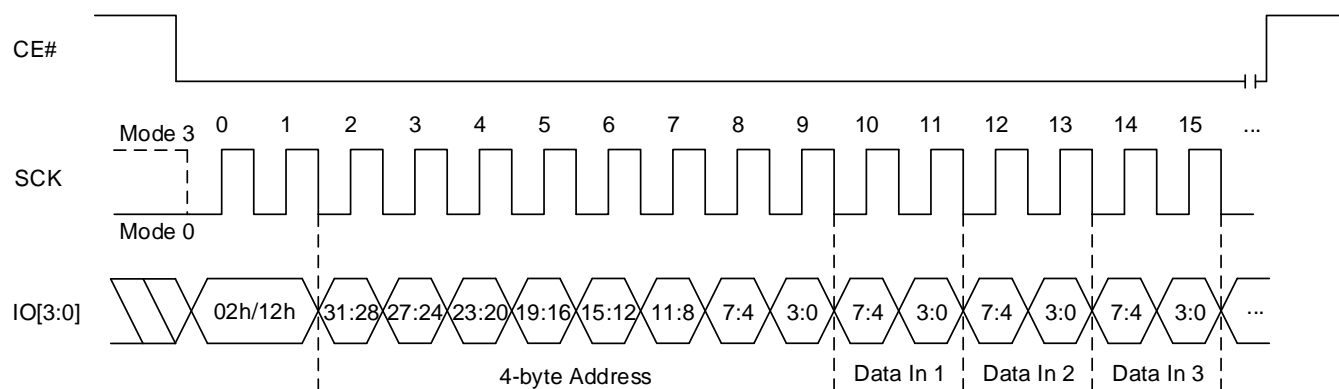 CE#
0 1 2 3 4 5 6 7 8 9 10 11 12 13 14 15 ...
Mode 3
SCK
Mode 0
IO[3:0] 02h/12h 31:28 27:24 23:20 19:16 15:12 11:8 7:4 3:0 7:4 3:0 7:4 3:0 7:4 3:0 ...
4-byte Address Data In 1 Data In 2 Data In 3